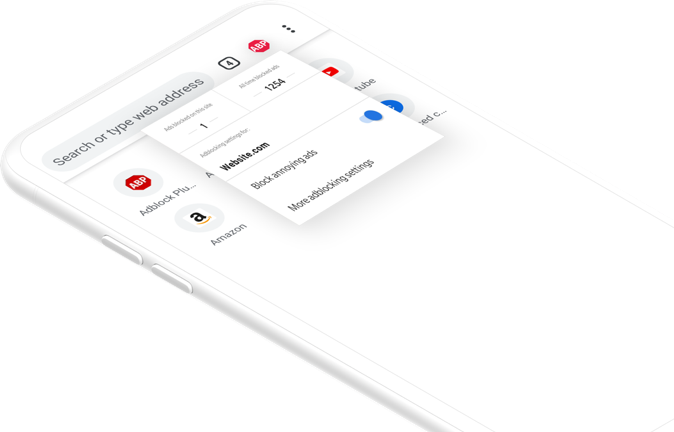 Search or type web address
4
ABP
Ads blocked on this site
1
All time blocked ads
1254
Adblocking settings for:
Website.com
Block annoying ads
More adblocking settings
ABP
Adblock Plu...
a
Amazon
A
tube
ed c...